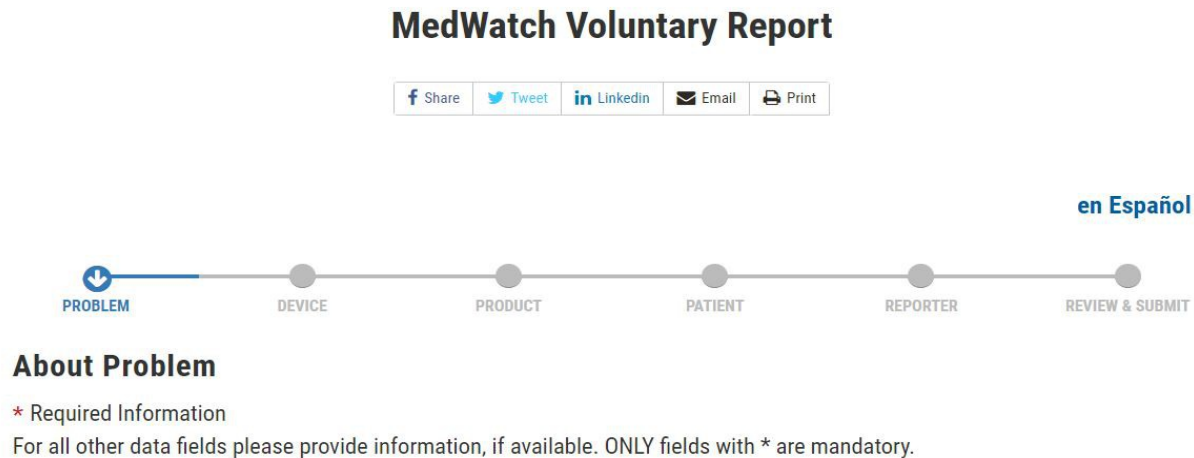 MedWatch Voluntary Report
Share Tweet Linkedin Email Print
en Español
PROBLEM DEVICE PRODUCT PATIENT REPORTER REVIEW & SUBMIT
About Problem
* Required Information
For all other data fields please provide information, if available. ONLY fields with * are mandatory.